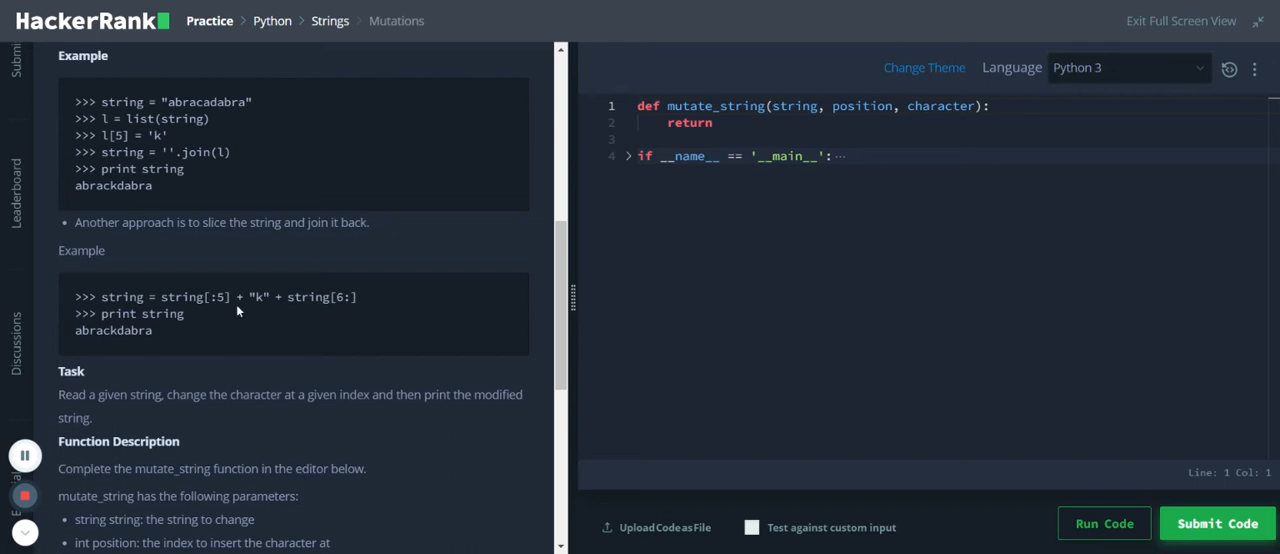 HackerRank Practice > Python > Strings > Mutations Exit Full Screen View
Submi
Leaderboard
Discussions
Example
>>> string = "abracadabra"
>>> l = list(string)
>>> l[5] = 'k'
>>> string = ''.join(l)
>>> print string
abrackdabra
• Another approach is to slice the string and join it back.
Example
>>> string = string[:5] + "k" + string[6:]
>>> print string
abrackdabra
Task
Read a given string, change the character at a given index and then print the modified
string.
Function Description
Complete the mutate_string function in the editor below.
mutate_string has the following parameters:
• string string: the string to change
• int position: the index to insert the character at
Change Theme Language Python 3
1 def mutate_string(string, position, character):
2 return
3
4 > if __name__ == '__main__': ...
Line: 1 Col: 1
Upload Code as File Test against custom input Run Code Submit Code